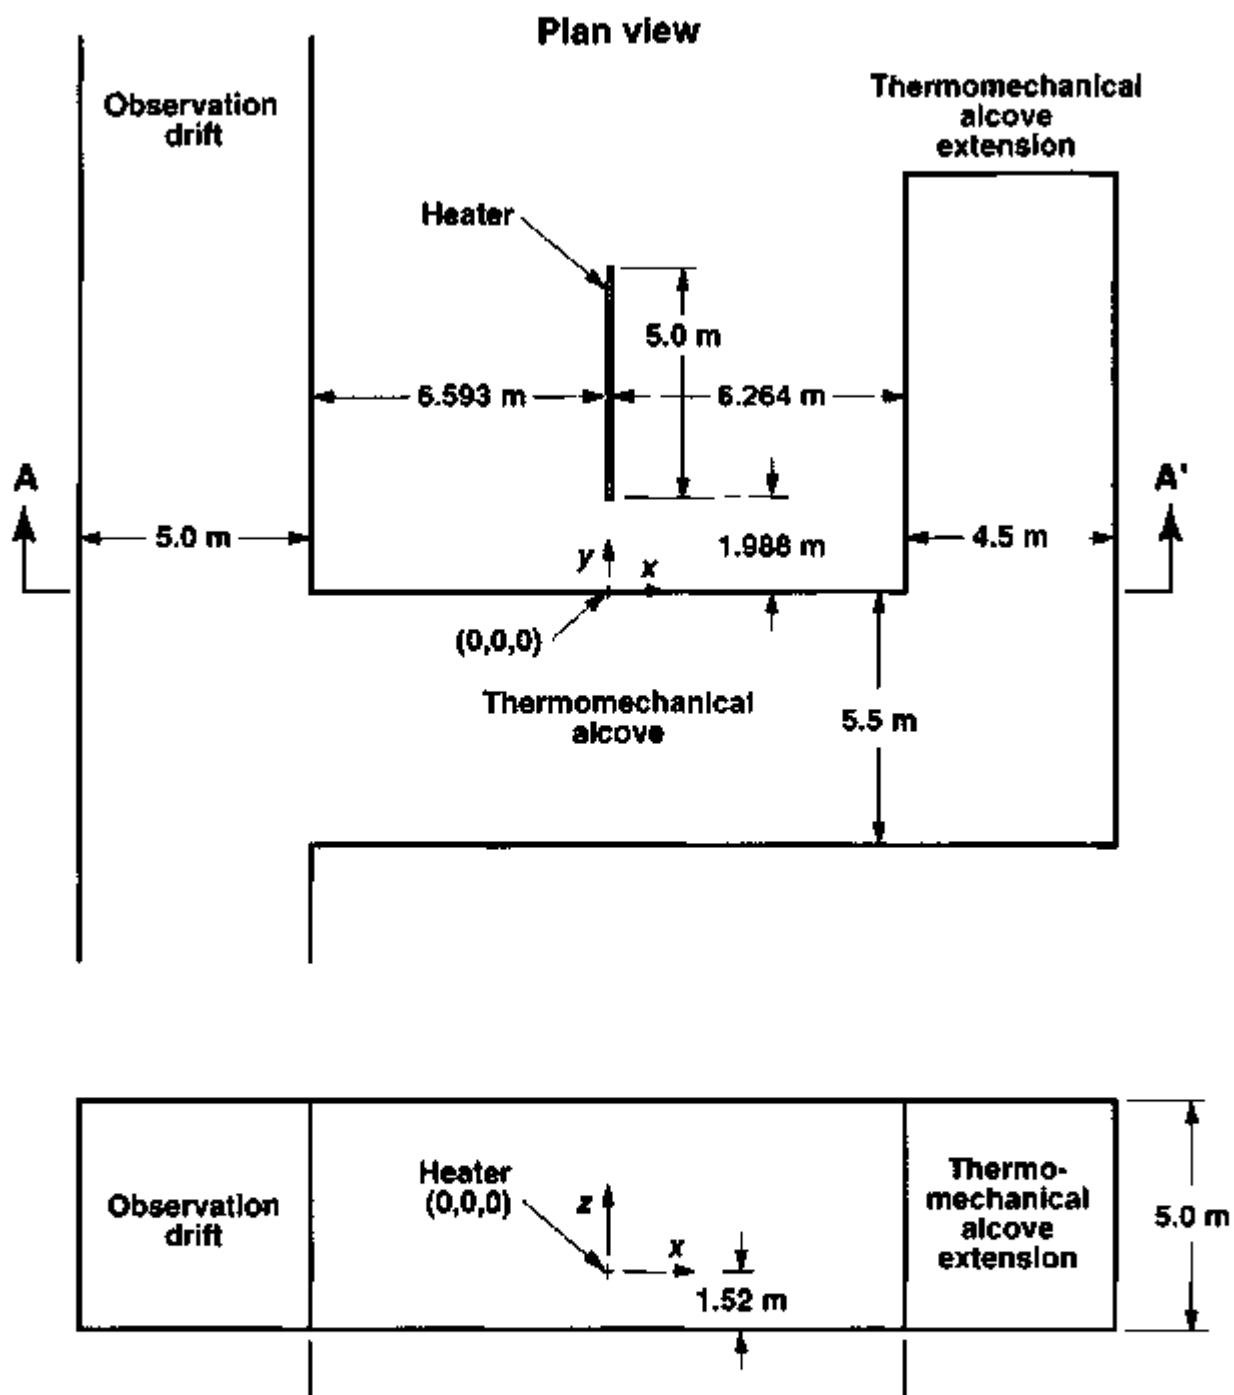 Plan view
Observation
drift
Thermomechanical
alcove
extension
Heater
5.0 m
6.593 m
6.264 m
A
A'
5.0 m
1.988 m
4.5 m
y
x
(0,0,0)
Thermomechanical
alcove
5.5 m
Observation
drift
Heater
(0,0,0)
z
x
1.52 m
Thermo-
mechanical
alcove
extension
5.0 m